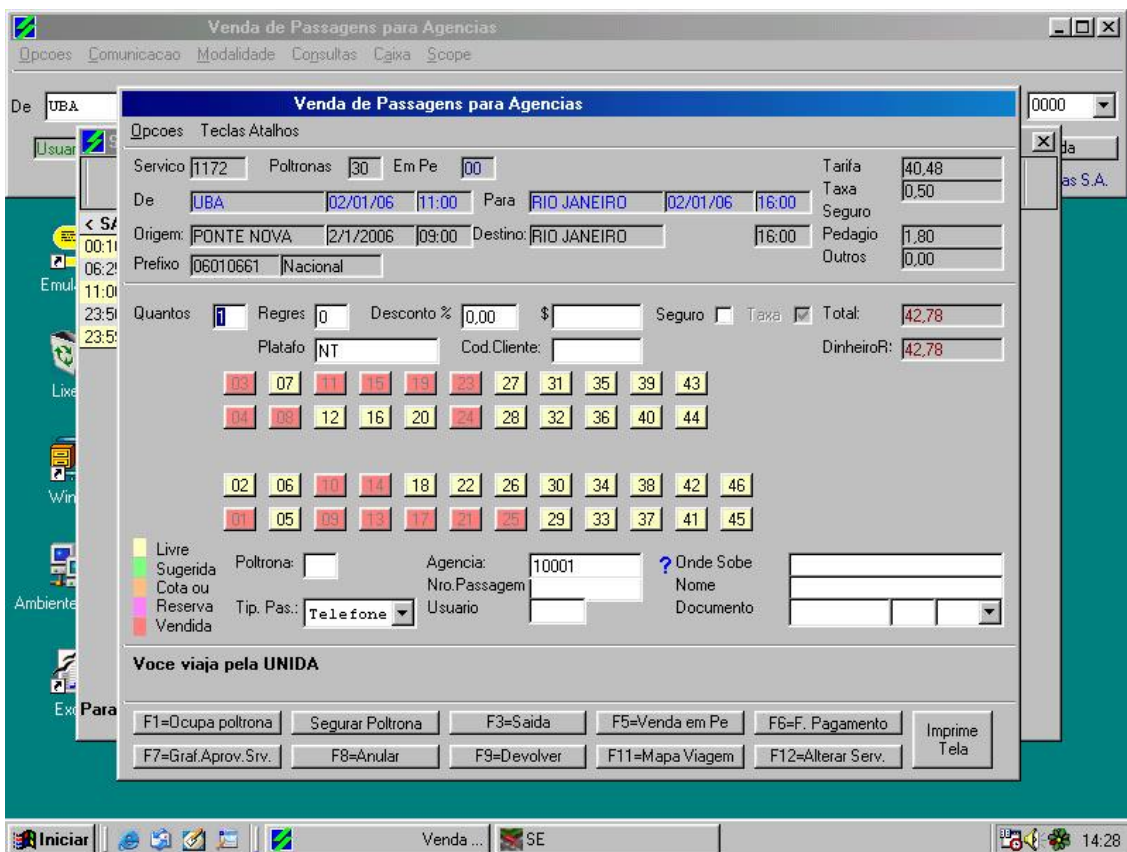 Venda de Passagens para Agencias
Opcoes Comunicacao Modalidade Consultas Caixa Scope
De UBA 0000
Venda de Passagens para Agencias
Opcoes Teclas Atalhos
Servico 1172 Poltronas 30 Em Pe 00 Tarifa 40,48
Taxa 0,50
De UBA 02/01/06 11:00 Para RIO JANEIRO 02/01/06 16:00
Seguro
Origem: PONTE NOVA 2/1/2006 09:00 Destino: RIO JANEIRO 16:00 Pedagio 1,80
Prefixo 06010661 Nacional Outros 0,00
Quantos 1 Regres 0 Desconto % 0,00 $ Seguro Taxa Total: 42,78
Platafo NT Cod.Cliente: DinheiroR: 42,78
03 07 11 15 19 23 27 31 35 39 43
04 08 12 16 20 24 28 32 36 40 44
02 06 10 14 18 22 26 30 34 38 42 46
01 05 09 13 17 21 25 29 33 37 41 45
Livre
Sugerida
Cota ou
Reserva
Vendida
Poltrona: Agencia: 10001 ? Onde Sobe
Nro.Passagem Nome
Tip. Pas.: Telefone Usuario Documento
Voce viaja pela UNIDA
F1=Ocupa poltrona Segurar Poltrona F3=Saida F5=Venda em Pe F6=F. Pagamento Imprime Tela
F7=Graf.Aprov.Srv. F8=Anular F9=Devolver F11=Mapa Viagem F12=Alterar Serv.
as S.A.
06:2
23:5
23:5
Para
Iniciar Venda ... SE 14:28